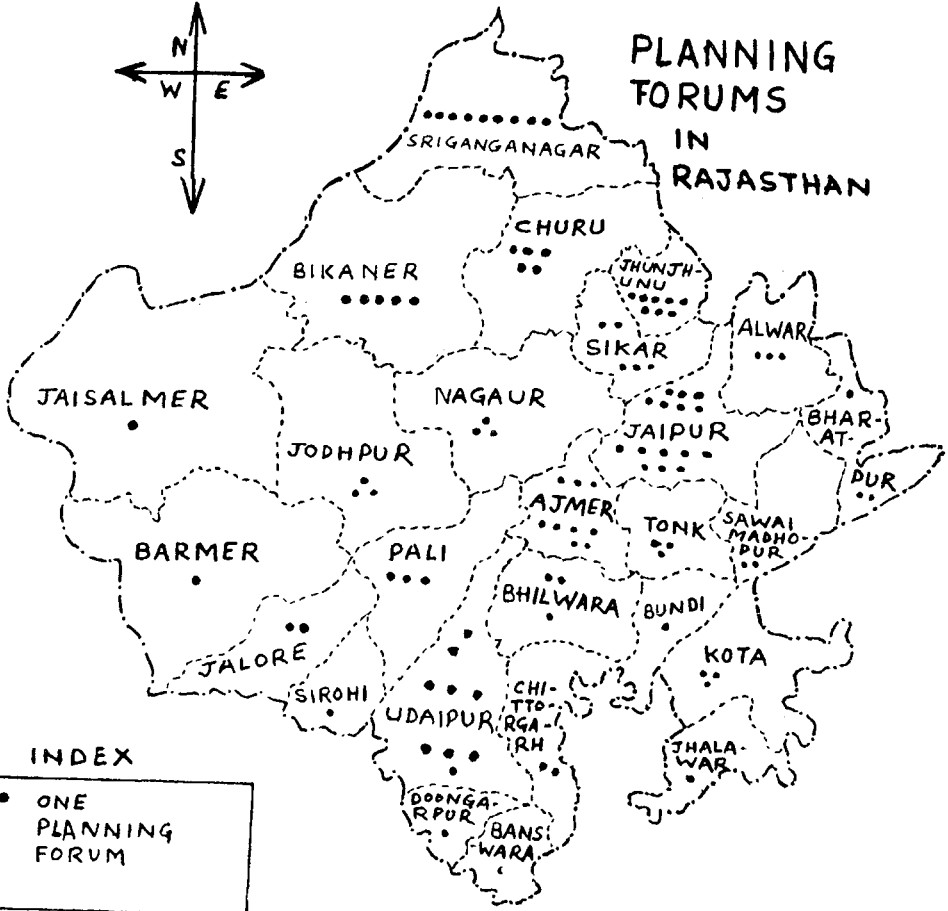 N
W E
S
PLANNING
FORUMS
IN
RAJASTHAN
SRIGANGANAGAR
CHURU
BIKANER
JHUNJH-
UNU
SIKAR
ALWAR
JAISALMER
NAGAUR
BHAR-
AT-
PUR
JAIPUR
JODHPUR
AJMER
TONK
SAWAI
MADHO-
PUR
BARMER
PALI
BHILWARA
BUNDI
JALORE
SIROHI
KOTA
UDAIPUR
CHI-
TTO-
RGA-
RH
JHALA-
WAR
DOONGA-
RPUR
BANS-
WARA
INDEX
ONE
PLANNING
FORUM